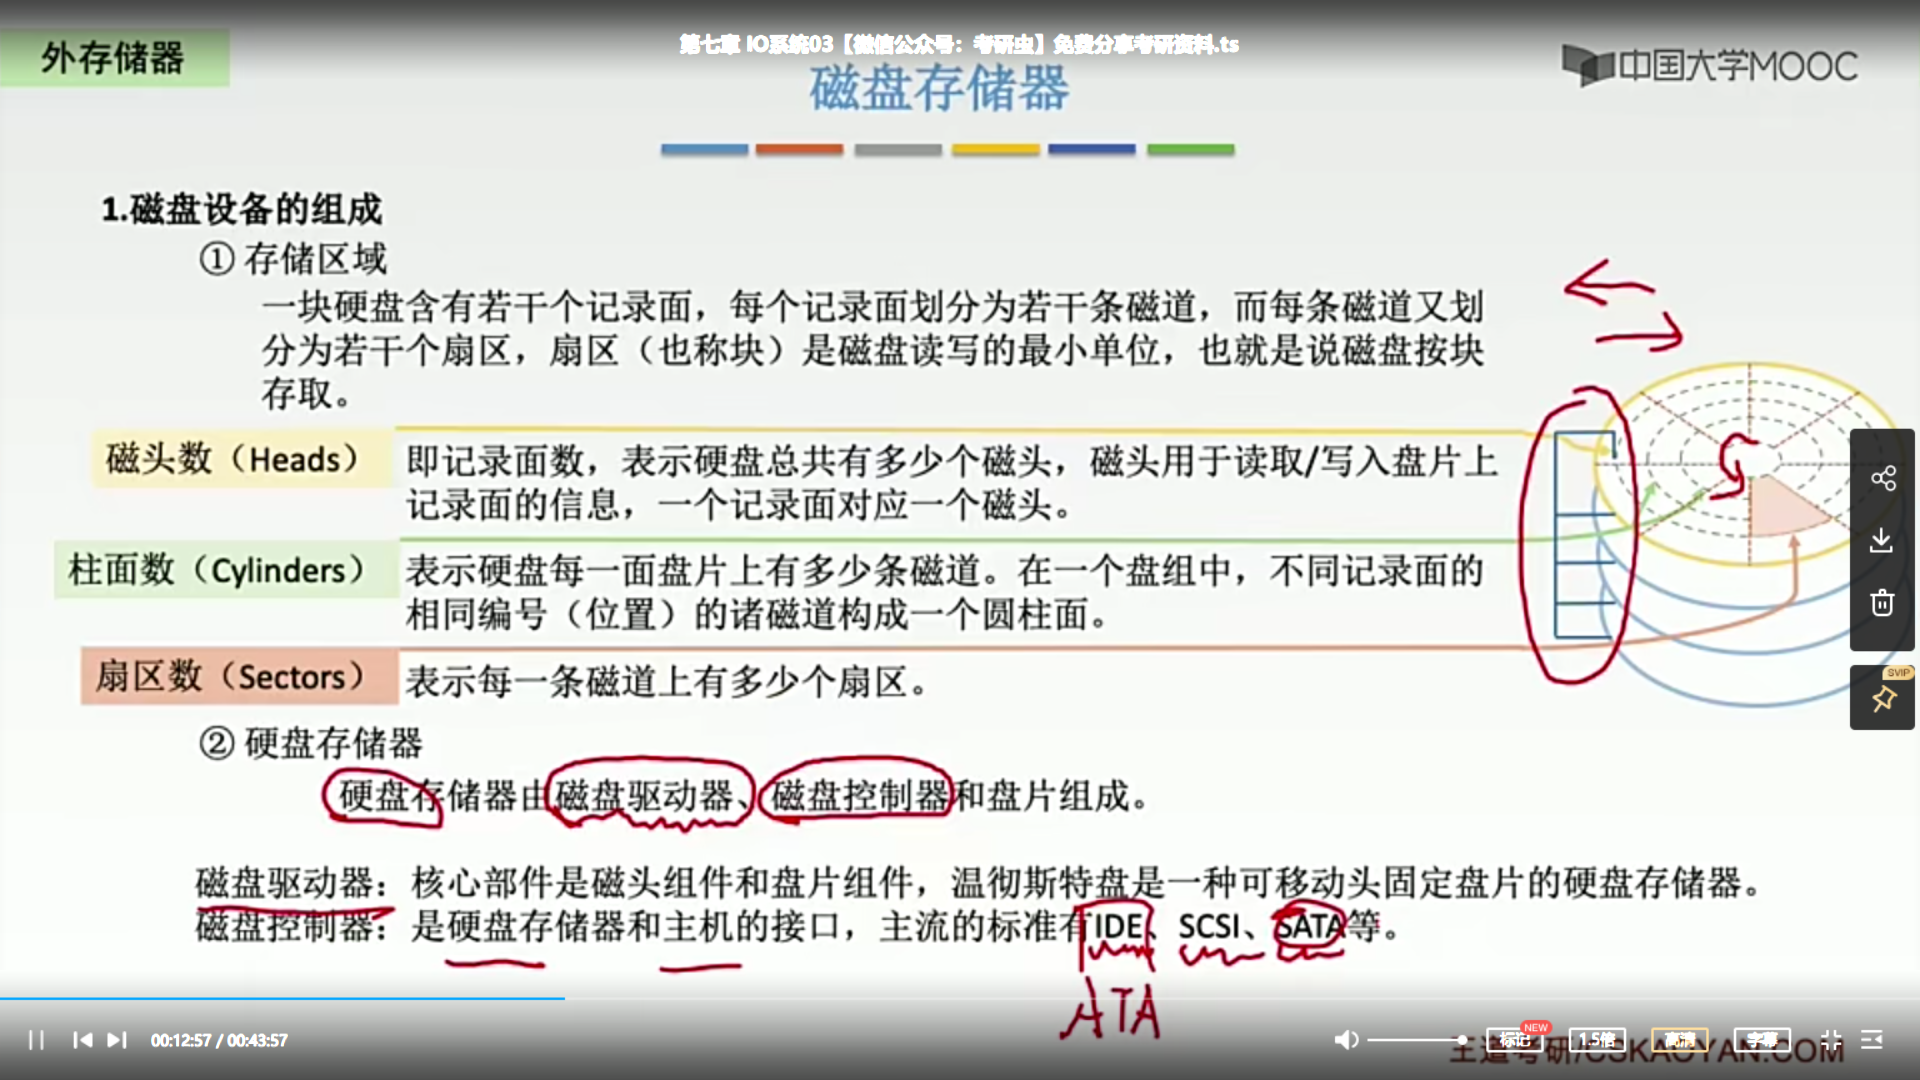 第七章 IO系统03【微信公众号：考研虫】免费分享考研资料.ts
外存储器
中国大学MOOC
磁盘存储器
1.磁盘设备的组成
① 存储区域
一块硬盘含有若干个记录面，每个记录面划分为若干条磁道，而每条磁道又划
分为若干个扇区，扇区（也称块）是磁盘读写的最小单位，也就是说磁盘按块
存取。
磁头数（Heads） 即记录面数，表示硬盘总共有多少个磁头，磁头用于读取/写入盘片上
记录面的信息，一个记录面对应一个磁头。
柱面数（Cylinders） 表示硬盘每一面盘片上有多少条磁道。在一个盘组中，不同记录面的
相同编号（位置）的诸磁道构成一个圆柱面。
扇区数（Sectors） 表示每一条磁道上有多少个扇区。
SVIP
② 硬盘存储器
硬盘存储器由磁盘驱动器、磁盘控制器和盘片组成。
磁盘驱动器：核心部件是磁头组件和盘片组件，温彻斯特盘是一种可移动头固定盘片的硬盘存储器。
磁盘控制器：是硬盘存储器和主机的接口，主流的标准有IDE、SCSI、SATA等。
ATA
00:12:57 / 00:43:57
标记 NEW 1.5倍 高清 字幕
王道考研/CSKAOYAN.COM